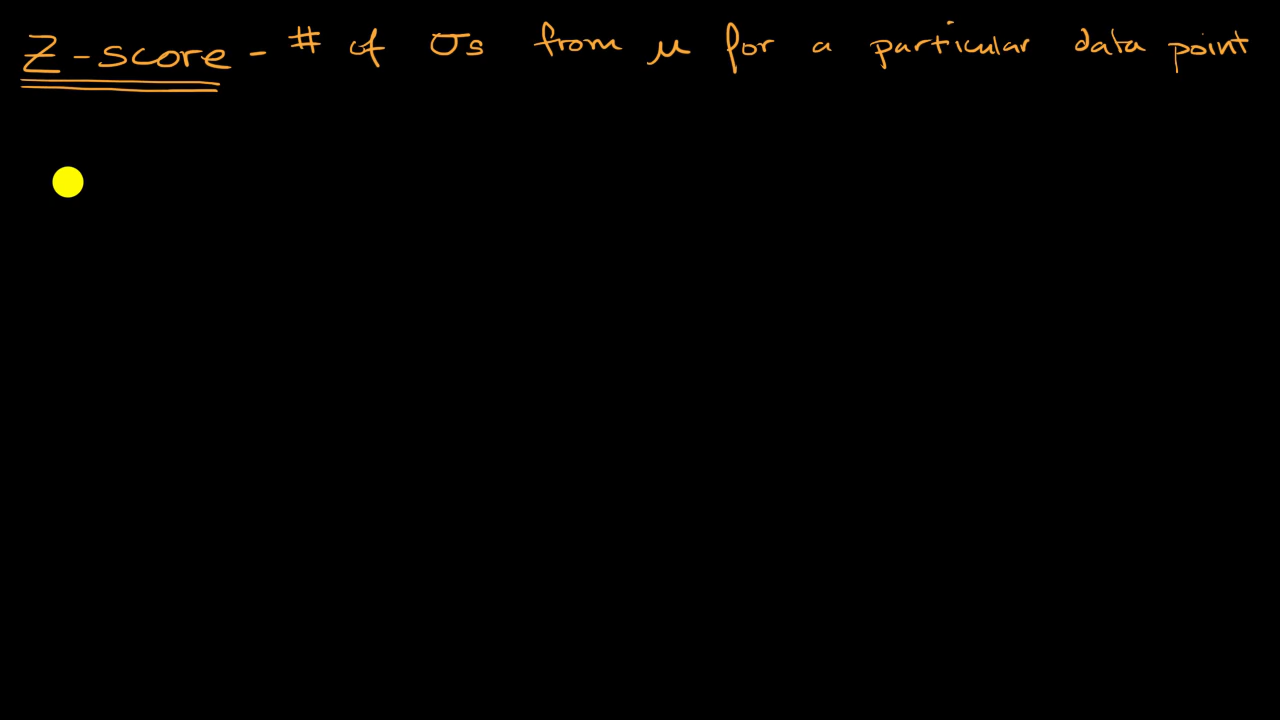 Z-score - # of σs from μ for a particular data point